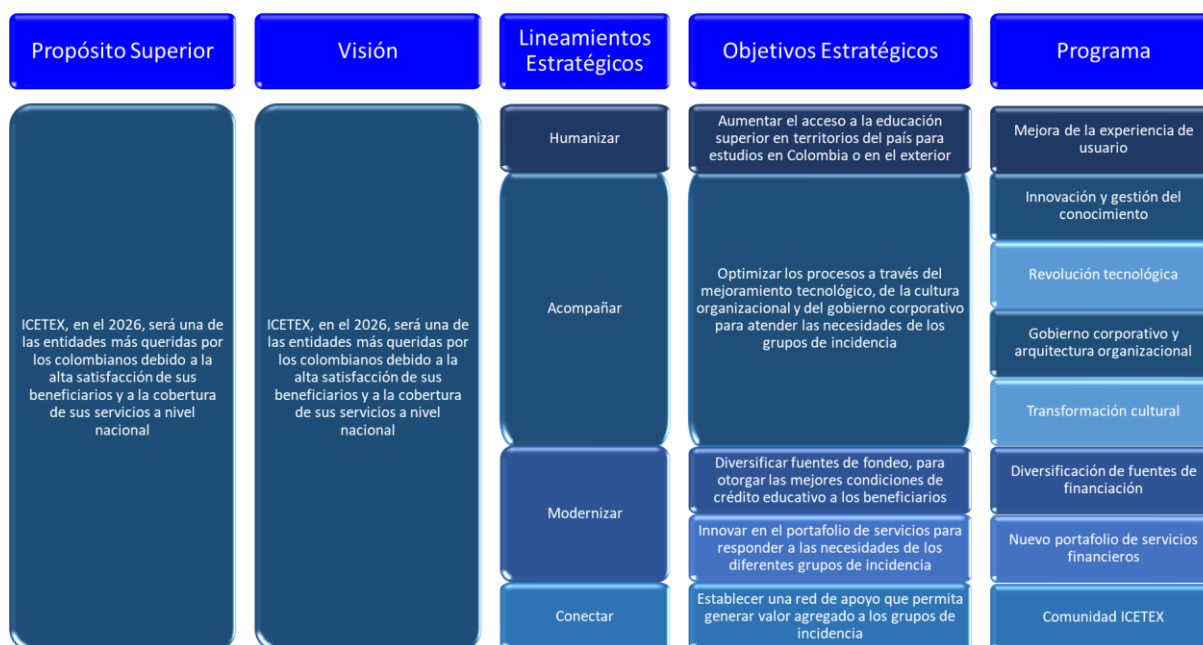 Propósito Superior
Visión
Lineamientos
Estratégicos
Objetivos Estratégicos
Programa
ICETEX, en el 2026, será una de
las entidades más queridas por
los colombianos debido a la
alta satisfacción de sus
beneficiarios y a la cobertura
de sus servicios a nivel
nacional
ICETEX, en el 2026, será una de
las entidades más queridas por
los colombianos debido a la
alta satisfacción de sus
beneficiarios y a la cobertura
de sus servicios a nivel
nacional
Humanizar
Aumentar el acceso a la educación
superior en territorios del país para
estudios en Colombia o en el exterior
Mejora de la experiencia de
usuario
Acompañar
Optimizar los procesos a través del
mejoramiento tecnológico, de la cultura
organizacional y del gobierno corporativo
para atender las necesidades de los
grupos de incidencia
Innovación y gestión del
conocimiento
Revolución tecnológica
Gobierno corporativo y
arquitectura organizacional
Transformación cultural
Modernizar
Diversificar fuentes de fondeo, para
otorgar las mejores condiciones de
crédito educativo a los beneficiarios
Diversificación de fuentes de
financiación
Innovar en el portafolio de servicios para
responder a las necesidades de los
diferentes grupos de incidencia
Nuevo portafolio de servicios
financieros
Conectar
Establecer una red de apoyo que permita
generar valor agregado a los grupos de
incidencia
Comunidad ICETEX